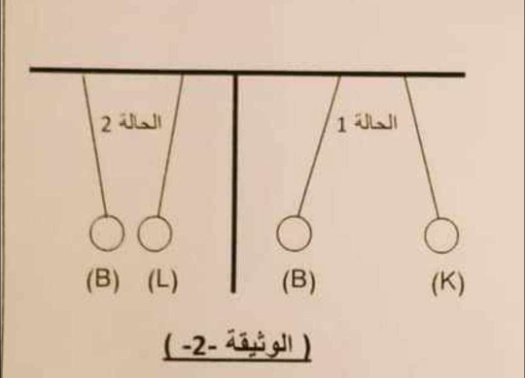 الحالة 1 الحالة 2
(K) (B) (L) (B)
( الوثيقة -2- )